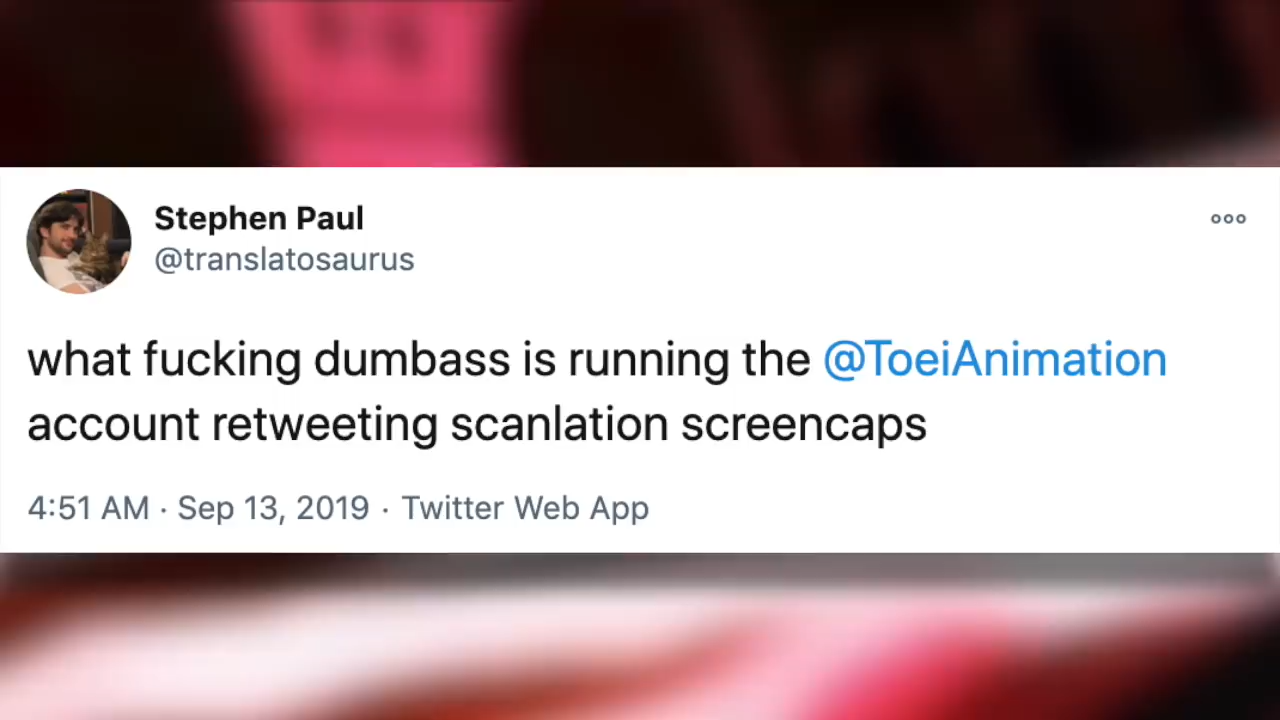 Stephen Paul
@translatosaurus
what fucking dumbass is running the @ToeiAnimation
account retweeting scanlation screencaps
4:51 AM · Sep 13, 2019 · Twitter Web App